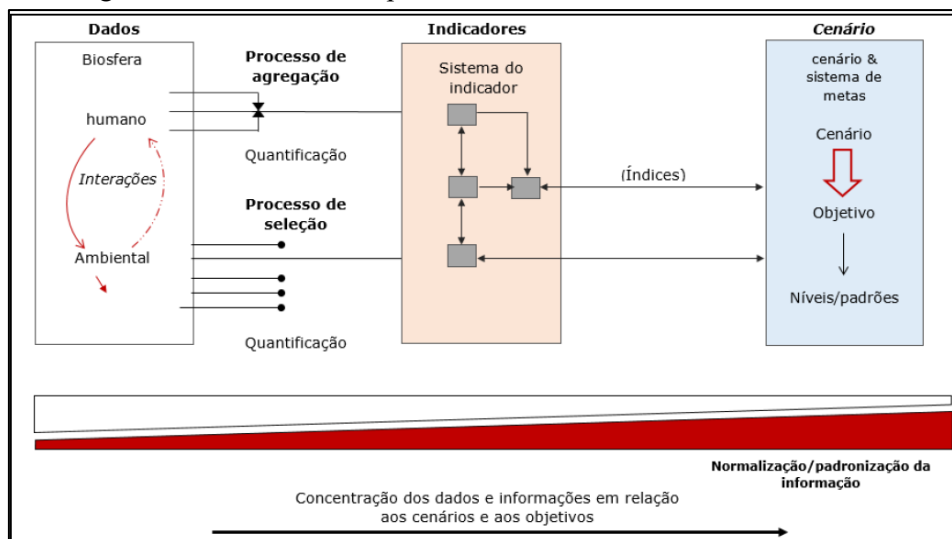 Dados
Biosfera
humano
Interações
Ambiental
Processo de
agregação
Quantificação
Processo de
seleção
Quantificação
Indicadores
Sistema do
indicador
(Índices)
Cenário
cenário &
sistema de
metas
Cenário
Objetivo
Níveis/padrões
Normalização/padronização da
informação
Concentração dos dados e informações em relação
aos cenários e aos objetivos